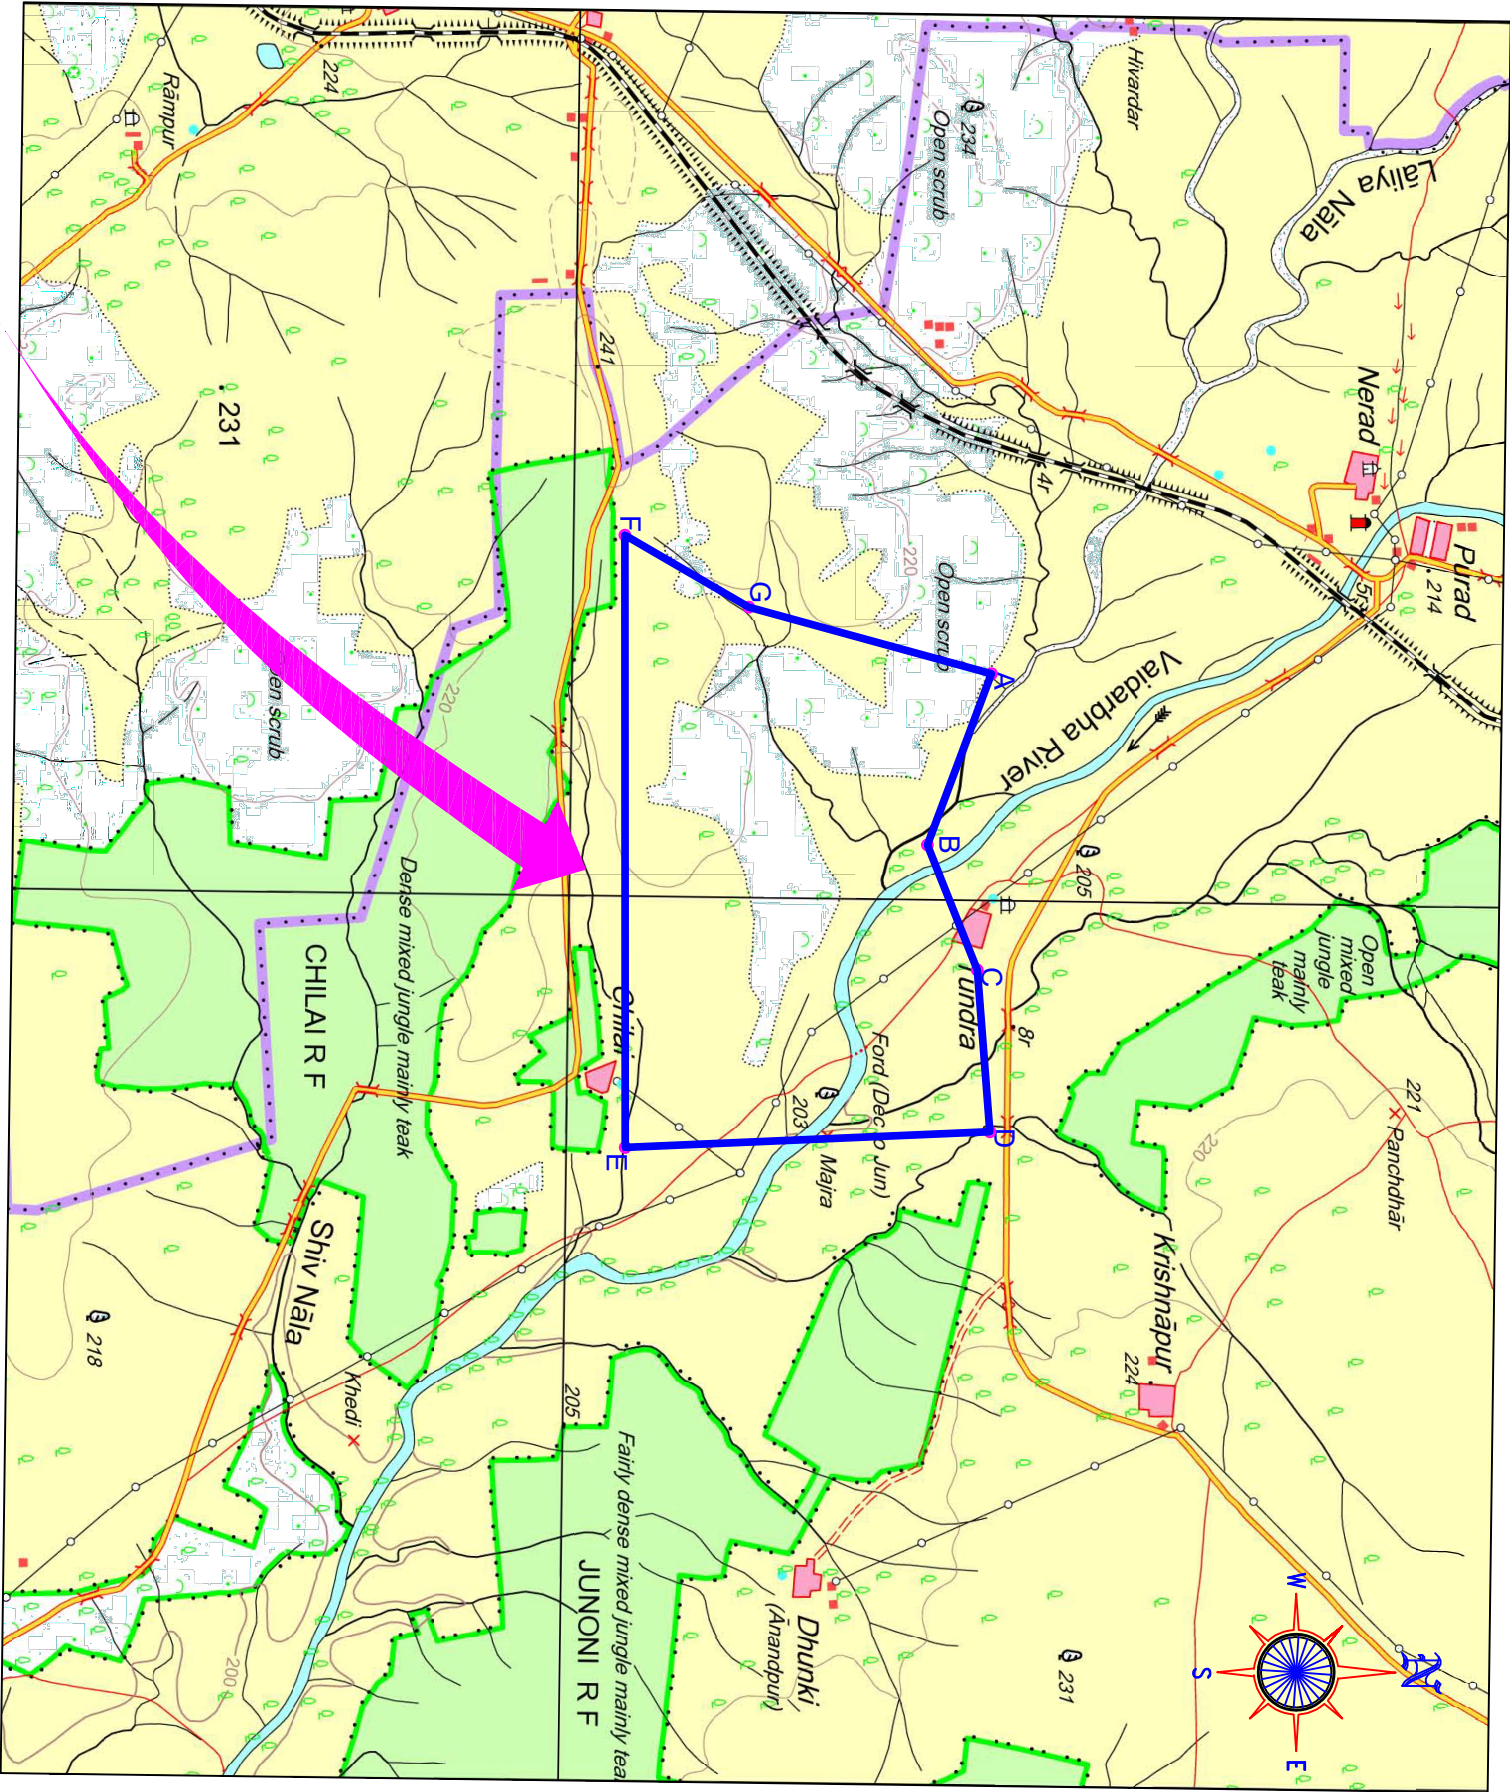 Lāliya Nāla
Hivardar
234
Open scrub
224
Rāmpur
Nerad
Pūrad
214
5r
4r
241
231
220
Open scrub
Vaidarbha River
F
G
A
B
C
D
E
205
Open
mixed
jungle
mainly
teak
220
en scrub
Dense mixed jungle mainly teak
CHILAI R F
Chilai
undra
8r
Ford (Dec o Jun)
203
Majra
221
Panchdhār
220
Krishnāpur
224
Shiv Nāla
218
Khedi
205
Fairly dense mixed jungle mainly tea
JUNONI R F
Dhunki
(Ānandpur)
231
200
N
W
S
E